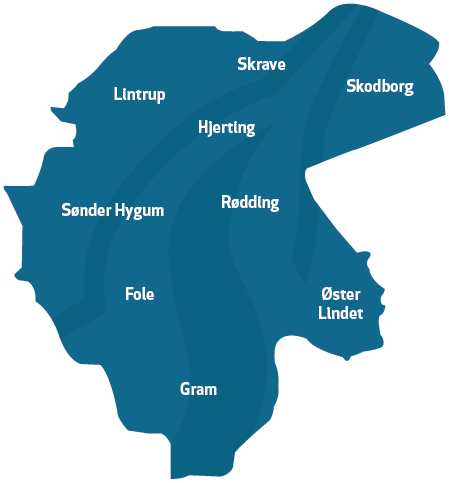 Skrave
Skodborg
Lintrup
Hjerting
Rødding
Sønder Hygum
Fole
Øster
Lindet
Gram